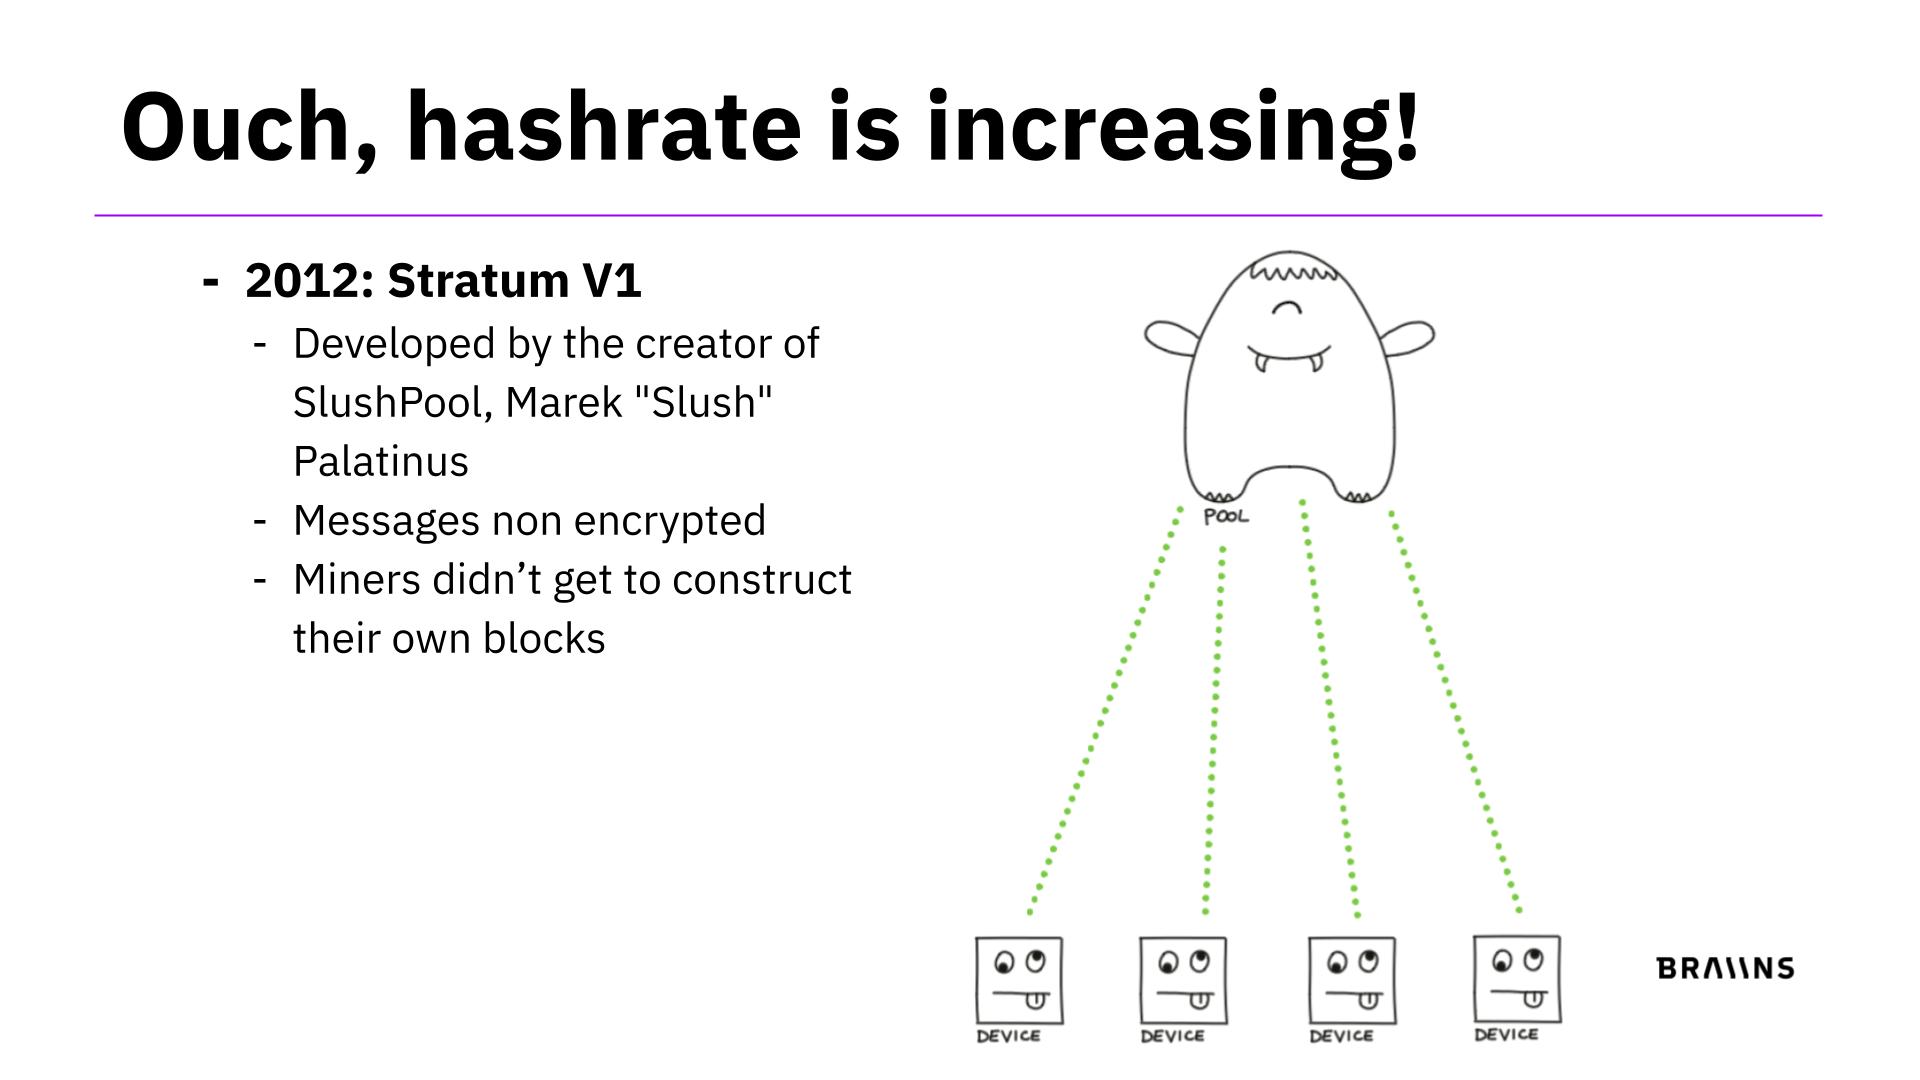 Ouch, hashrate is increasing!
- 2012: Stratum V1
- Developed by the creator of
SlushPool, Marek "Slush"
Palatinus
- Messages non encrypted
- Miners didn’t get to construct
their own blocks
POOL
DEVICE
DEVICE
DEVICE
DEVICE
BRAIINS